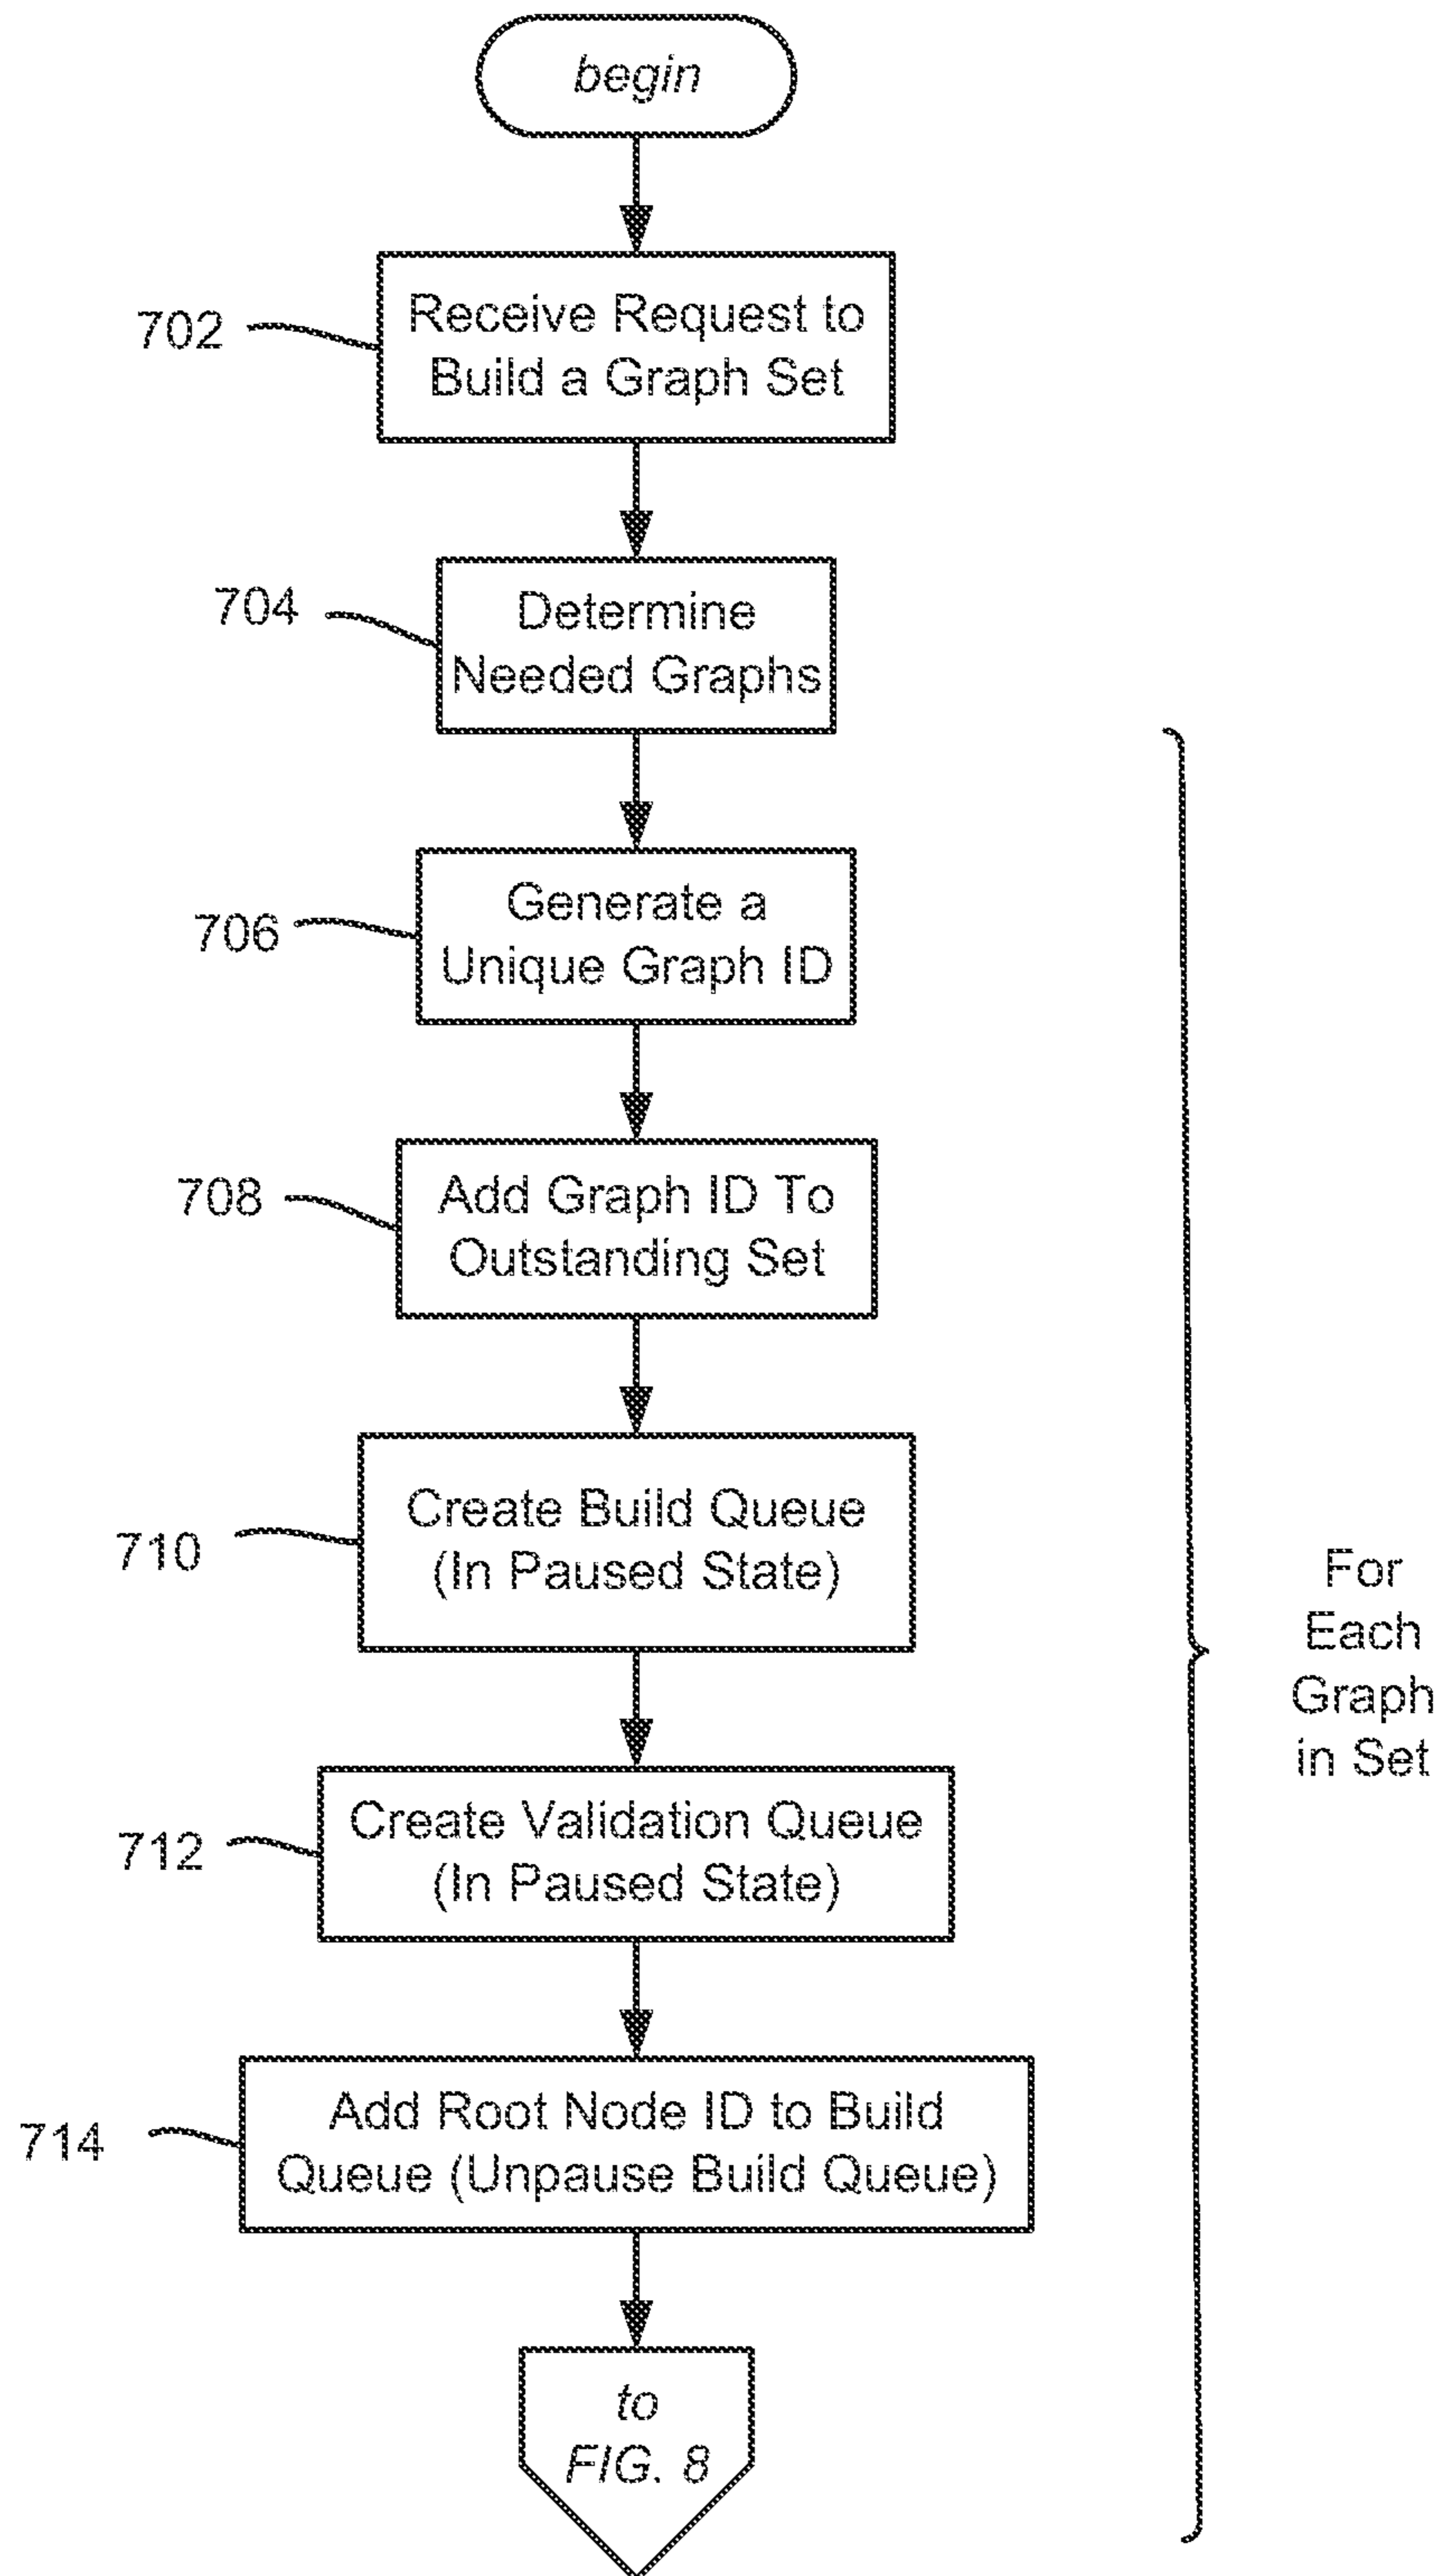 begin
702
Receive Request to
Build a Graph Set
704
Determine
Needed Graphs
706
Generate a
Unique Graph ID
708
Add Graph ID To
Outstanding Set
710
Create Build Queue
(In Paused State)
For
Each
Graph
in Set
712
Create Validation Queue
(In Paused State)
714
Add Root Node ID to Build
Queue (Unpause Build Queue)
to
FIG. 8